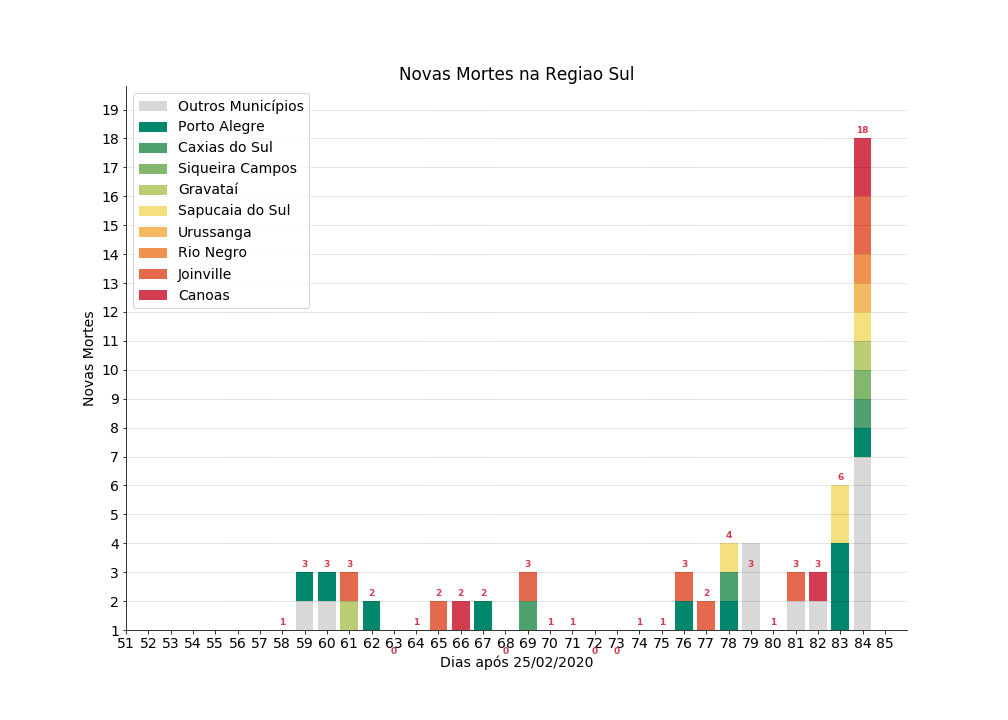 Novas Mortes na Regiao Sul
Outros Municípios
Porto Alegre
Caxias do Sul
Siqueira Campos
Gravataí
Sapucaia do Sul
Urussanga
Rio Negro
Joinville
Canoas
Novas Mortes
19
18
17
16
15
14
13
12
11
10
9
8
7
6
5
4
3
2
1
1 3 3 3 2 0 1 2 2 2 0 3 1 1 0 0 1 1 3 2 4 3 1 3 3 6 18
51 52 53 54 55 56 57 58 59 60 61 62 63 64 65 66 67 68 69 70 71 72 73 74 75 76 77 78 79 80 81 82 83 84 85
Dias após 25/02/2020